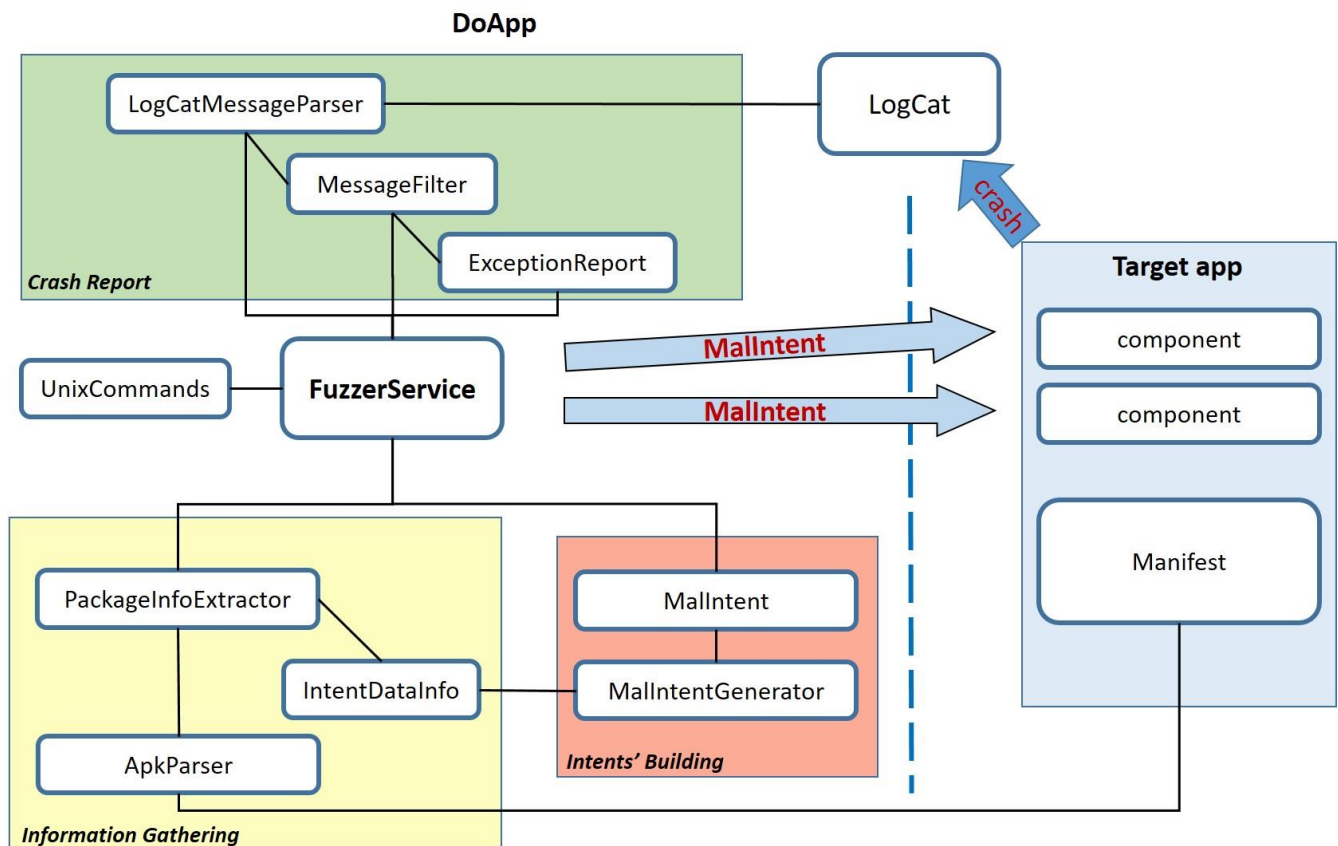 DoApp
LogCatMessageParser
LogCat
MessageFilter
crash
ExceptionReport
Crash Report
Target app
MalIntent
component
UnixCommands
FuzzerService
MalIntent
component
Manifest
PackageInfoExtractor
MalIntent
IntentDataInfo
MalIntentGenerator
ApkParser
Intents’ Building
Information Gathering